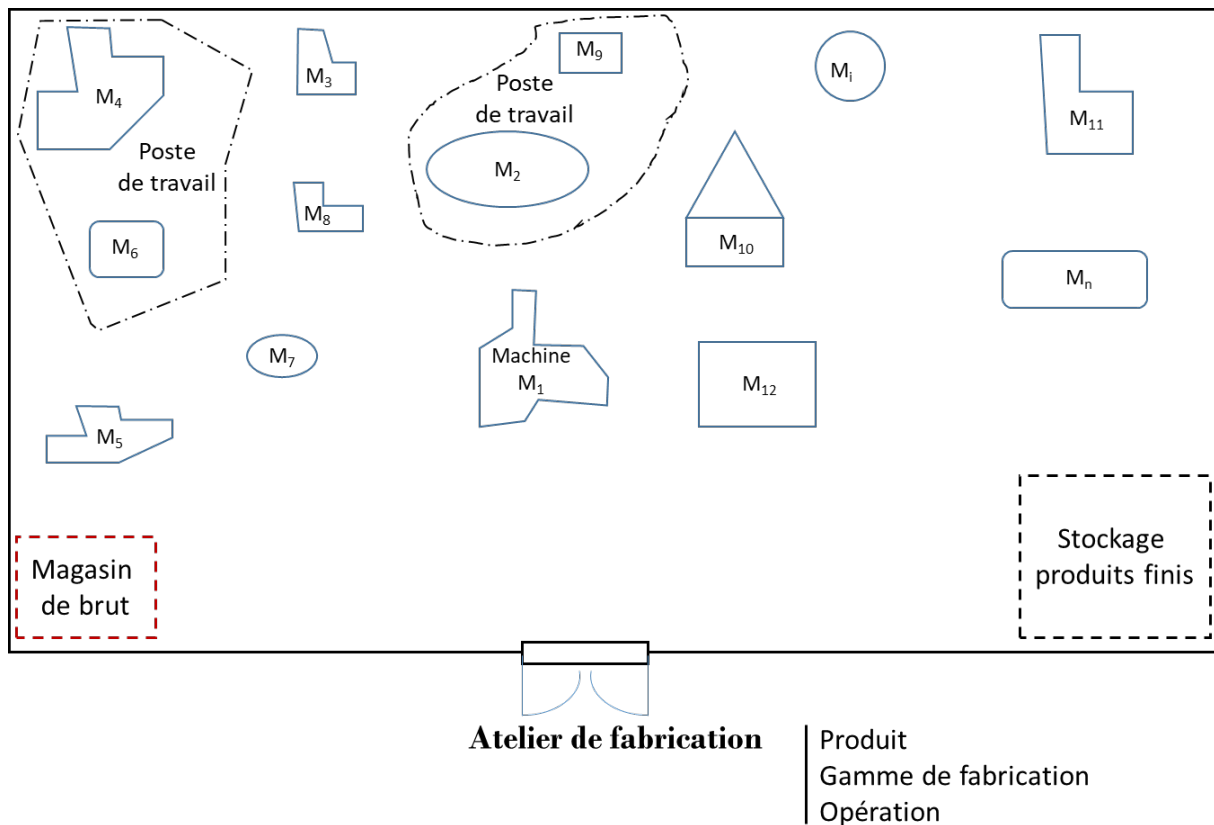 M₄
Poste
de travail
M₆
M₃
M₈
M₉
Poste
de travail
M₂
Mᵢ
M₁₁
M₁₀
Mₙ
M₇
Machine
M₁
M₁₂
M₅
Magasin
de brut
Stockage
produits finis
Atelier de fabrication
Produit
Gamme de fabrication
Opération